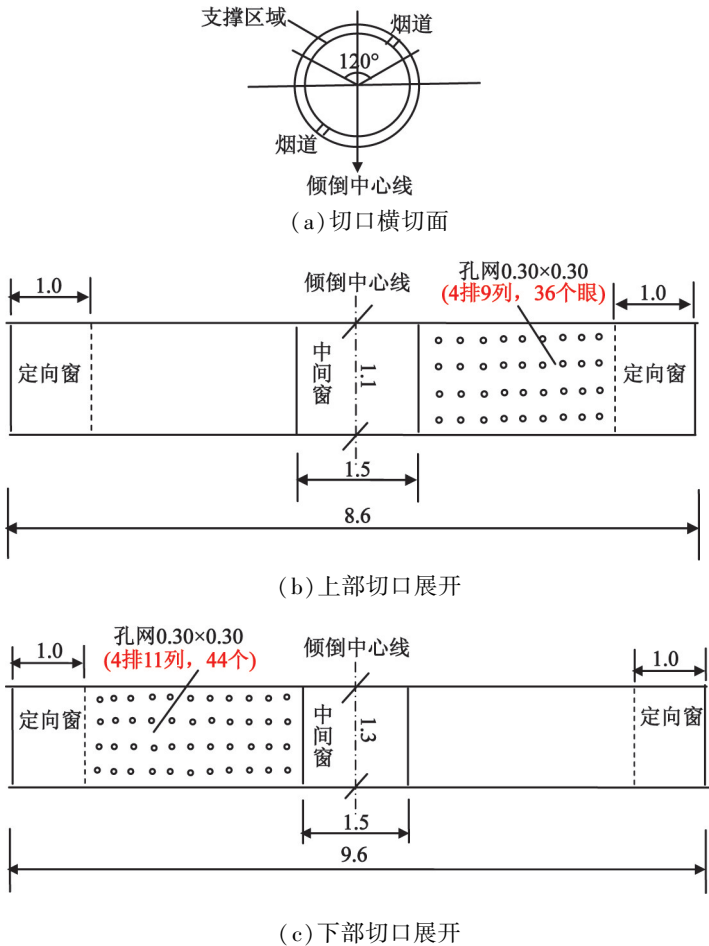 支撑区域
烟道
120°
烟道
倾倒中心线
(a)切口横切面
1.0
倾倒中心线
孔网0.30×0.30
(4排9列，36个眼)
1.0
定向窗
中间窗
1.1
定向窗
1.5
8.6
(b)上部切口展开
1.0
孔网0.30×0.30
(4排11列，44个)
倾倒中心线
1.0
定向窗
中间窗
1.3
定向窗
1.5
9.6
(c)下部切口展开